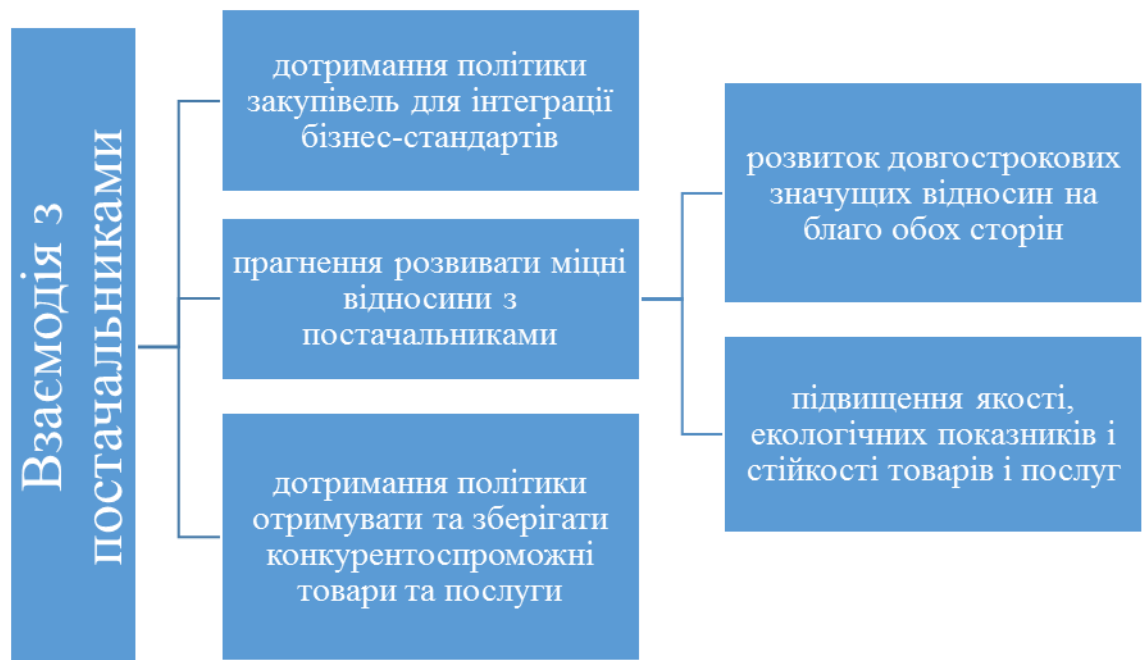 Взаємодія з
постачальниками
дотримання політики
закупівель для інтеграції
бізнес-стандартів
прагнення розвивати міцні
відносини з
постачальниками
дотримання політики
отримувати та зберігати
конкурентоспроможні
товари та послуги
розвиток довгострокових
значущих відносин на
благо обох сторін
підвищення якості,
екологічних показників і
стійкості товарів і послуг